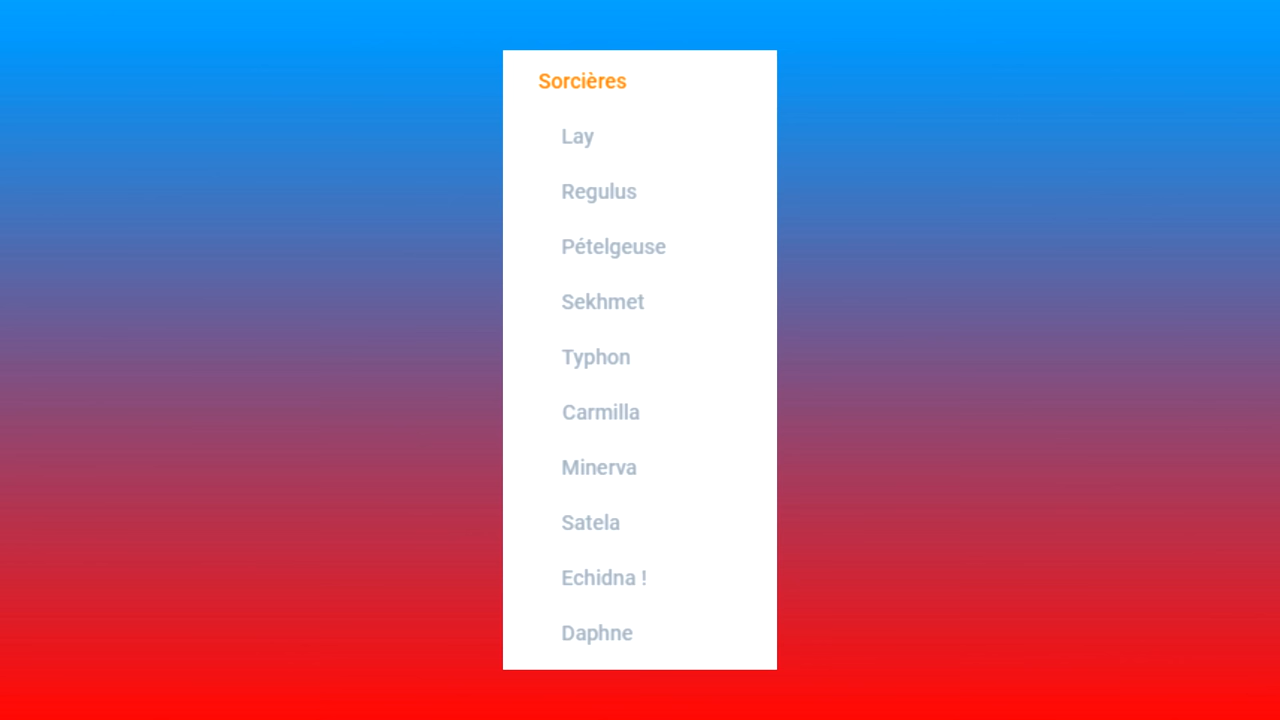 Sorcières
Lay
Regulus
Pételgeuse
Sekhmet
Typhon
Carmilla
Minerva
Satela
Echidna !
Daphne